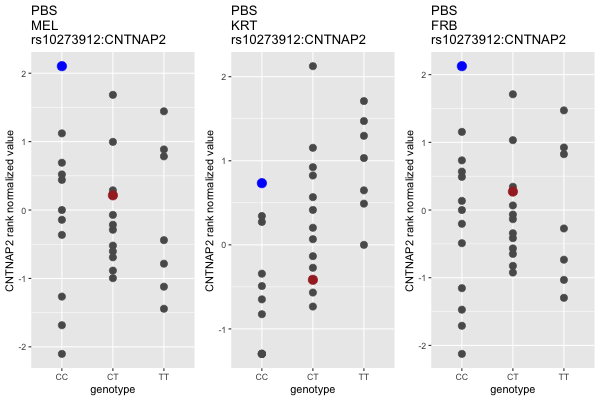 PBS
MEL
rs10273912:CNTNAP2
CNTNAP2 rank normalized value
2
1
0
-1
-2
CC CT TT
genotype
PBS
KRT
rs10273912:CNTNAP2
CNTNAP2 rank normalized value
2
1
0
-1
CC CT TT
genotype
PBS
FRB
rs10273912:CNTNAP2
CNTNAP2 rank normalized value
2
1
0
-1
-2
CC CT TT
genotype